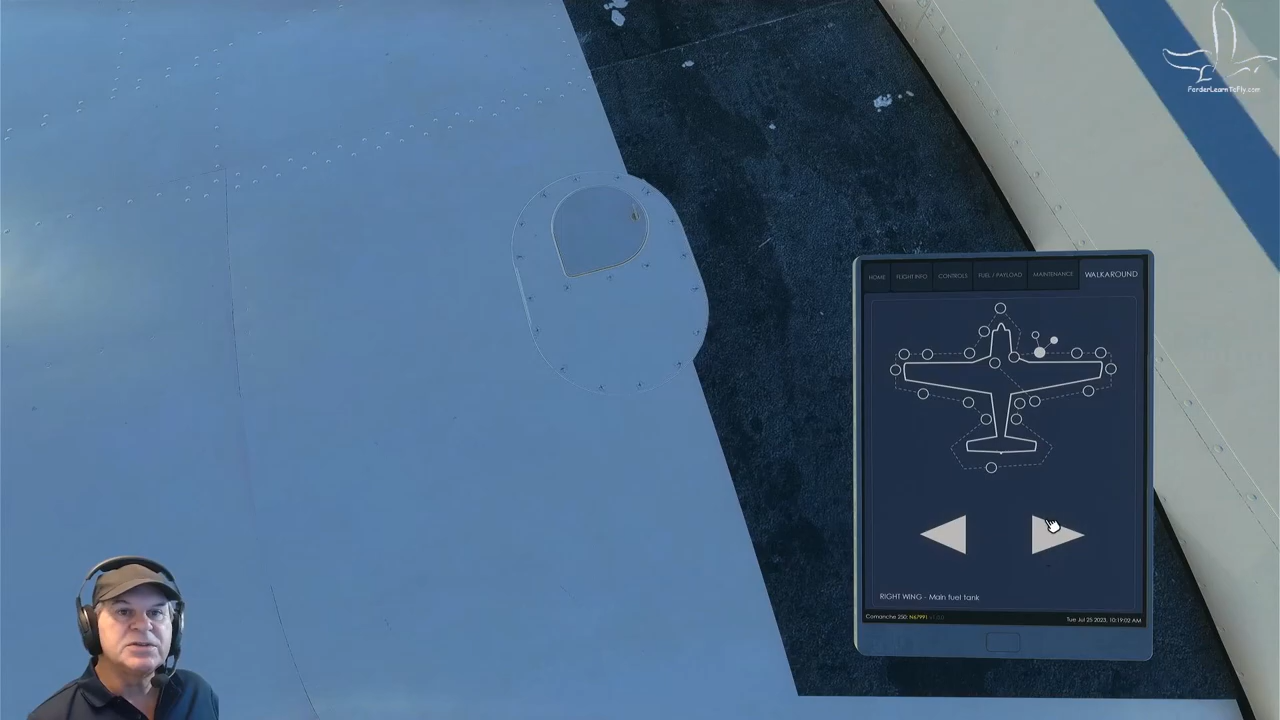 FerderLearnToFly.com
HOME FLIGHT INFO CONTROLS FUEL / PAYLOAD MAINTENANCE WALKAROUND
RIGHT WING - Main fuel tank
Comanche 250: N67991 Tue Jul 25 2023, 10:19:02 AM